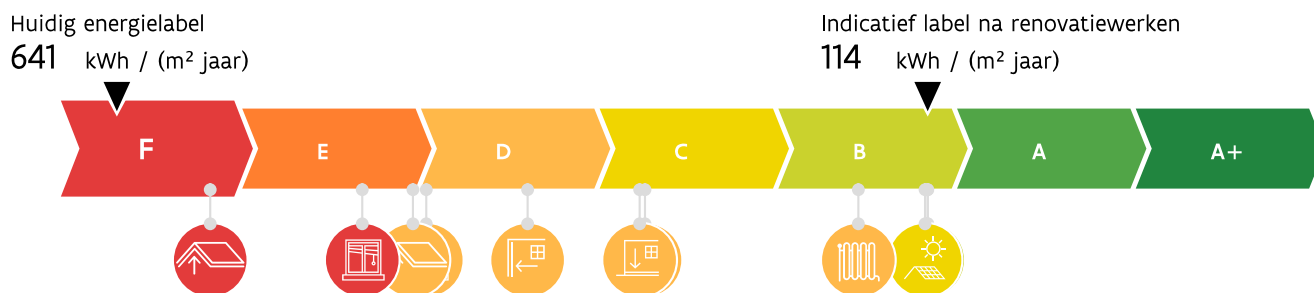 Huidig energielabel
641 kWh / (m² jaar)
Indicatief label na renovatiewerken
114 kWh / (m² jaar)
F E D C B A A+